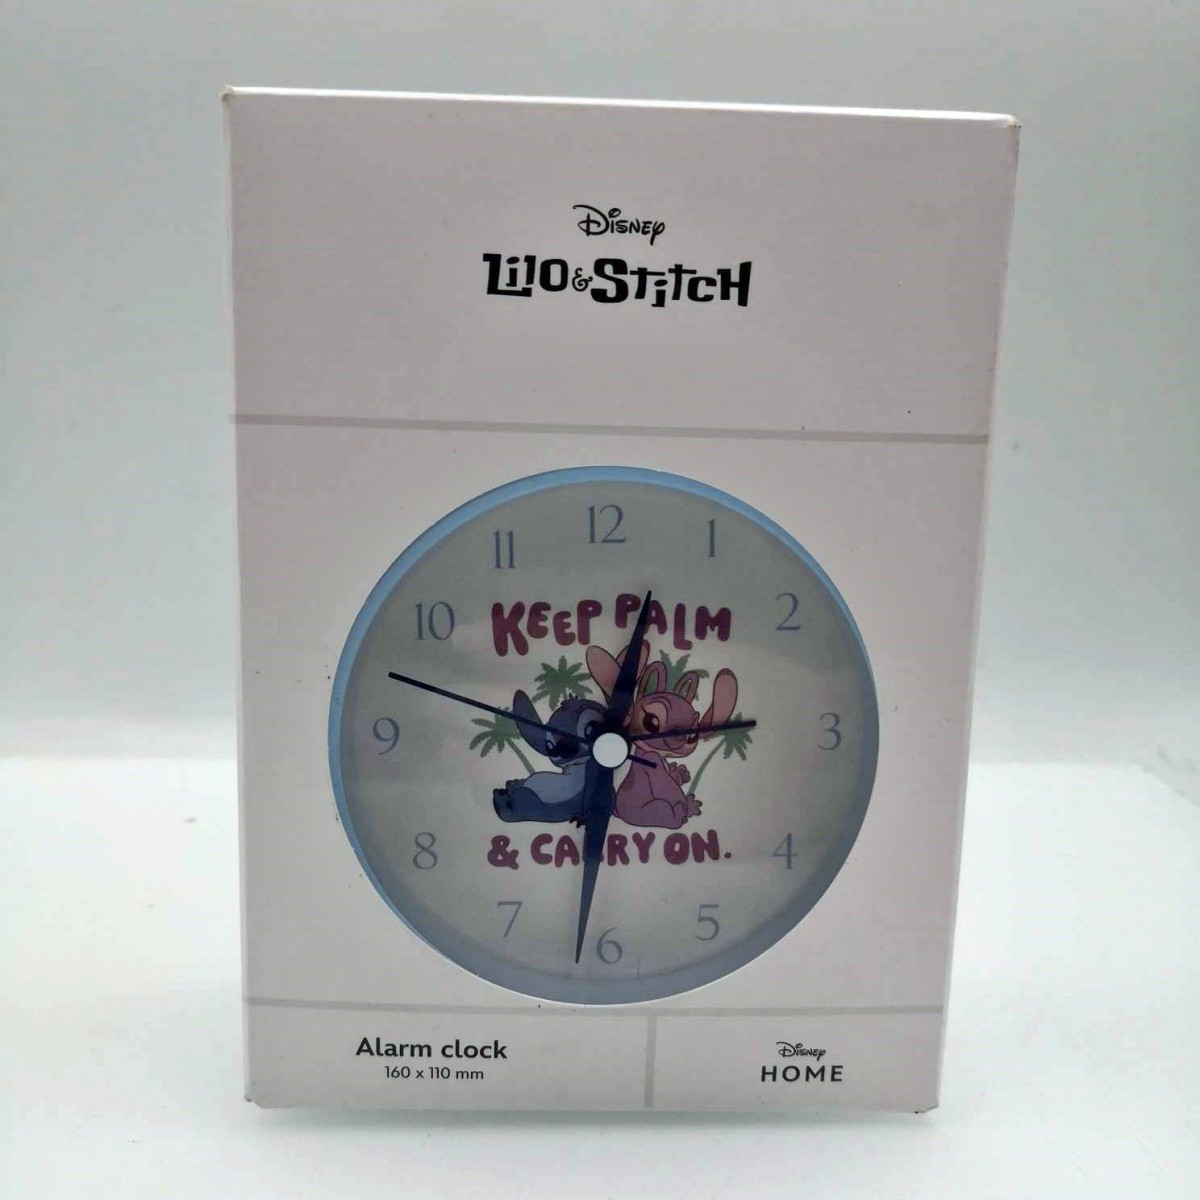 Disney
Lilo & Stitch
12
11
1
10
2
KEEP PALM
9
3
8
& CARRY ON.
4
7
5
6
Alarm clock
160 x 110 mm
Disney
HOME